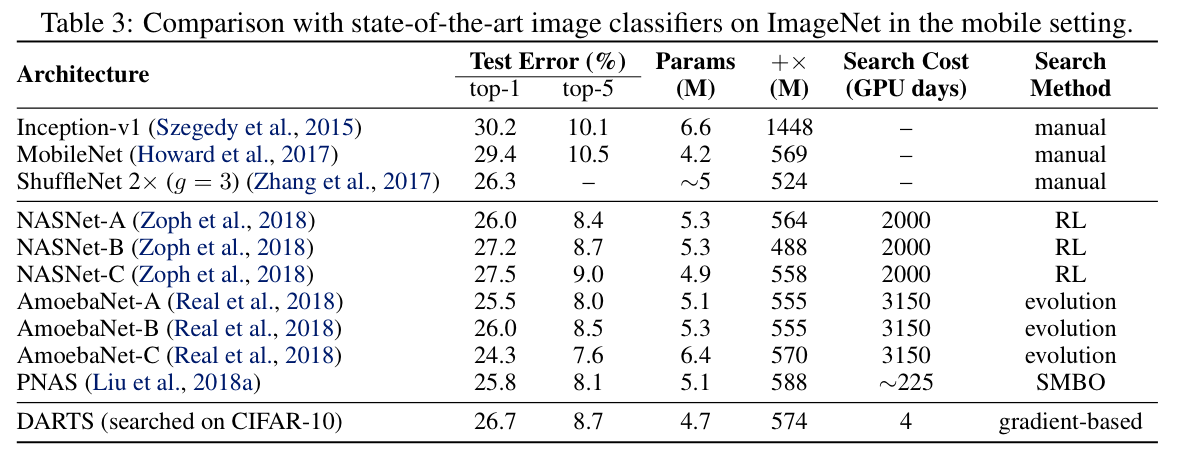 Table 3: Comparison with state-of-the-art image classifiers on ImageNet in the mobile setting.
Architecture Test Error (%) Params +× Search Cost Search
top-1 top-5 (M) (M) (GPU days) Method
Inception-v1 (Szegedy et al., 2015) 30.2 10.1 6.6 1448 – manual
MobileNet (Howard et al., 2017) 29.4 10.5 4.2 569 – manual
ShuffleNet 2× (g = 3) (Zhang et al., 2017) 26.3 – ∼5 524 – manual
NASNet-A (Zoph et al., 2018) 26.0 8.4 5.3 564 2000 RL
NASNet-B (Zoph et al., 2018) 27.2 8.7 5.3 488 2000 RL
NASNet-C (Zoph et al., 2018) 27.5 9.0 4.9 558 2000 RL
AmoebaNet-A (Real et al., 2018) 25.5 8.0 5.1 555 3150 evolution
AmoebaNet-B (Real et al., 2018) 26.0 8.5 5.3 555 3150 evolution
AmoebaNet-C (Real et al., 2018) 24.3 7.6 6.4 570 3150 evolution
PNAS (Liu et al., 2018a) 25.8 8.1 5.1 588 ∼225 SMBO
DARTS (searched on CIFAR-10) 26.7 8.7 4.7 574 4 gradient-based